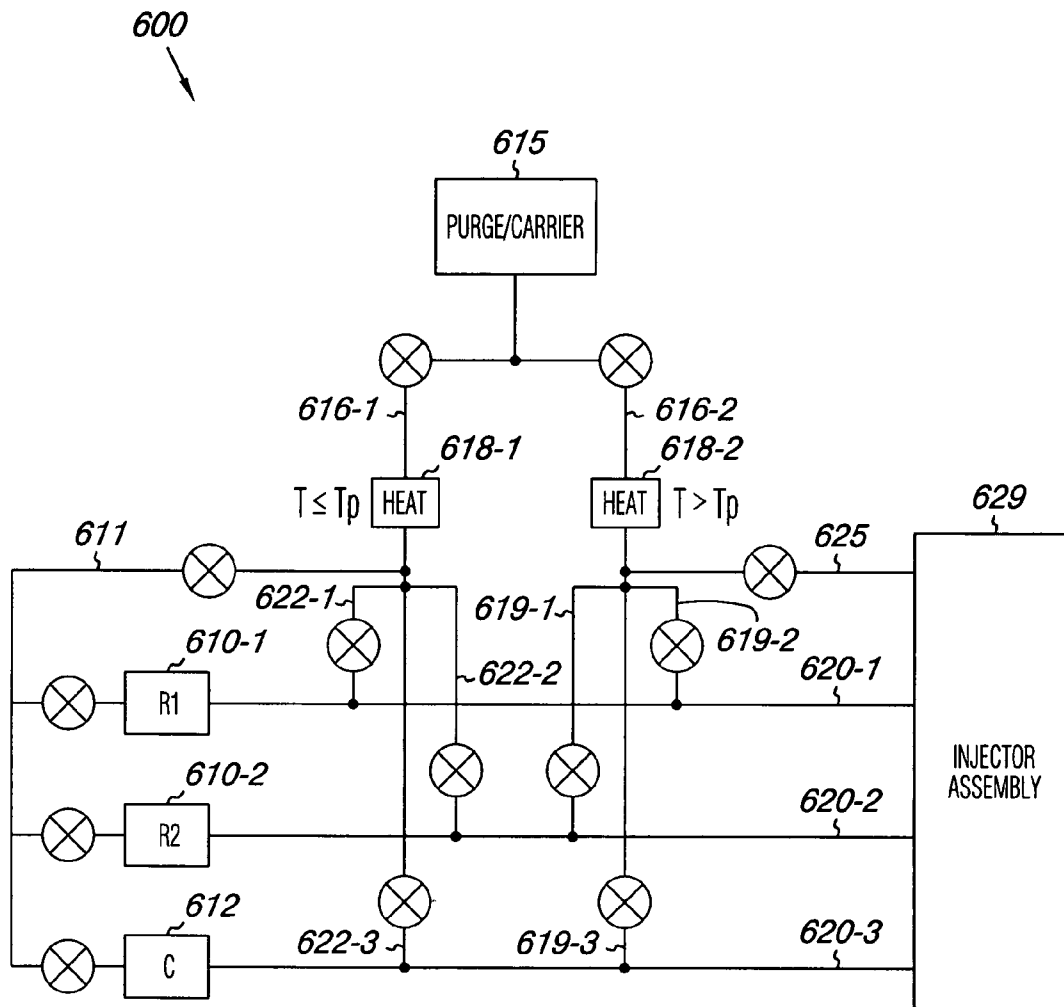 600
615
PURGE/CARRIER
616-1
616-2
618-1
618-2
T ≤ Tp
HEAT
HEAT
T > Tp
629
611
625
622-1
619-1
619-2
610-1
622-2
620-1
R1
INJECTOR
ASSEMBLY
610-2
620-2
R2
612
622-3
619-3
620-3
C